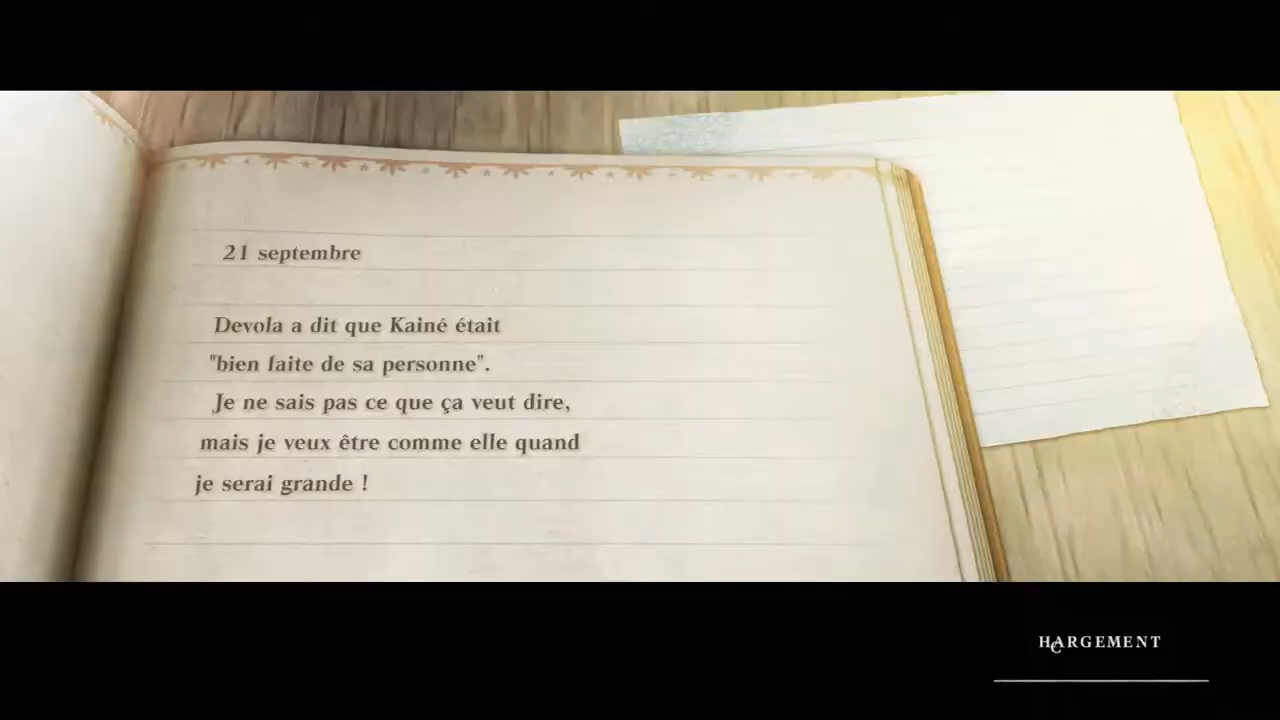 21 septembre
Devola a dit que Kainé était
"bien faite de sa personne".
Je ne sais pas ce que ça veut dire,
mais je veux être comme elle quand
je serai grande !
CHARGEMENT